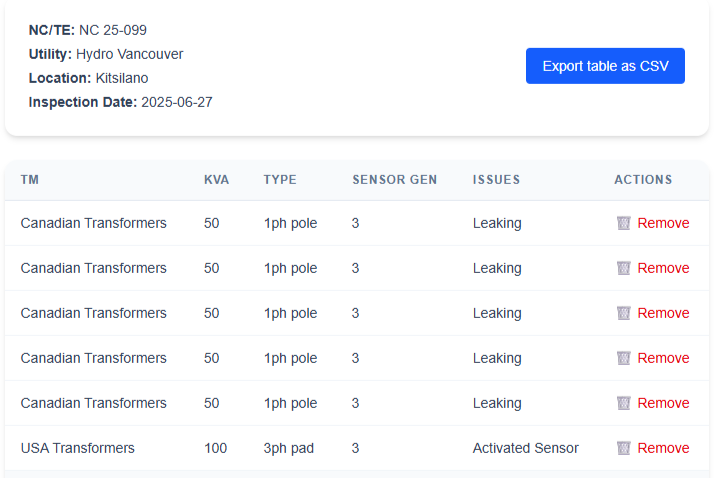 NC/TE: NC 25-099
Utility: Hydro Vancouver
Location: Kitsilano
Inspection Date: 2025-06-27
Export table as CSV
TM KVA TYPE SENSOR GEN ISSUES ACTIONS
Canadian Transformers 50 1ph pole 3 Leaking Remove
Canadian Transformers 50 1ph pole 3 Leaking Remove
Canadian Transformers 50 1ph pole 3 Leaking Remove
Canadian Transformers 50 1ph pole 3 Leaking Remove
Canadian Transformers 50 1ph pole 3 Leaking Remove
USA Transformers 100 3ph pad 3 Activated Sensor Remove